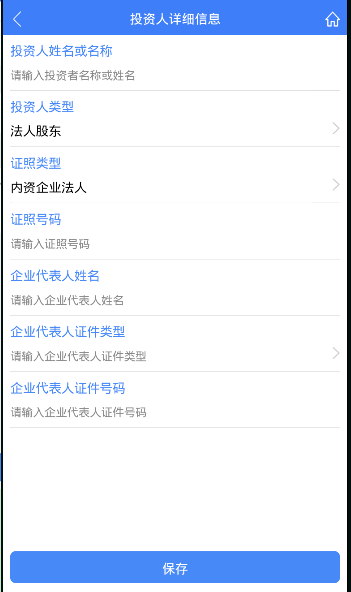 投资人详细信息
投资人姓名或名称
请输入投资者名称或姓名
投资人类型
法人股东
证照类型
内资企业法人
证照号码
请输入证照号码
企业代表人姓名
请输入企业代表人姓名
企业代表人证件类型
请输入企业代表人证件类型
企业代表人证件号码
请输入企业代表人证件号码
保存